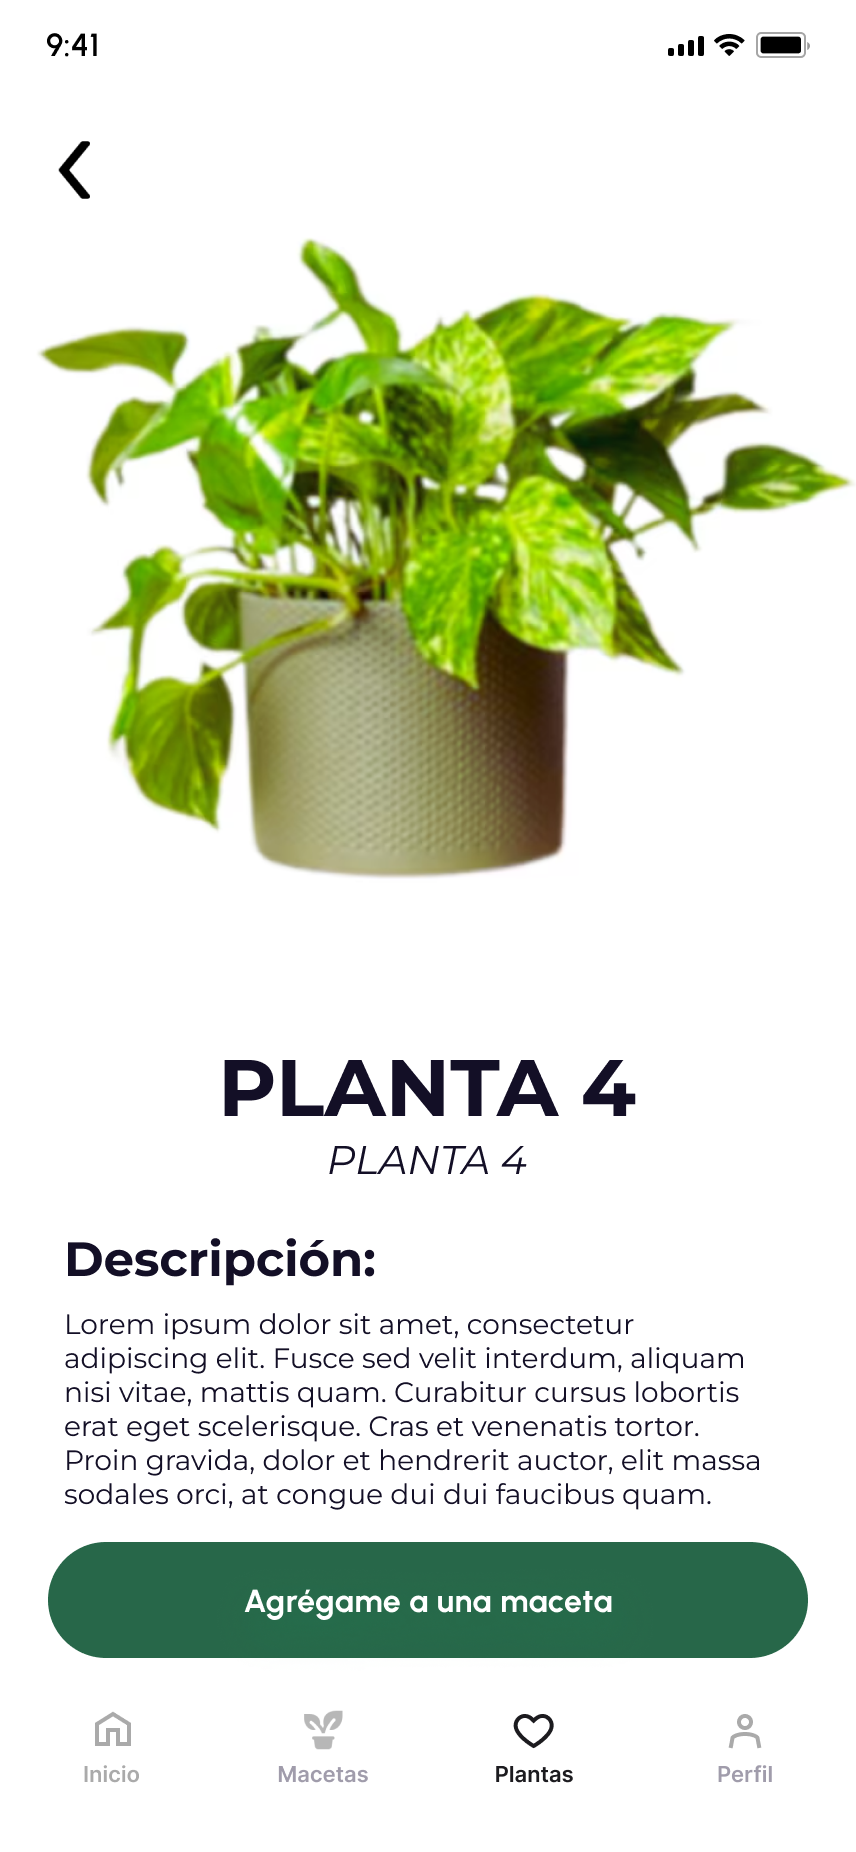 9:41
PLANTA 4
PLANTA 4
Descripción:
Lorem ipsum dolor sit amet, consectetur
adipiscing elit. Fusce sed velit interdum, aliquam
nisi vitae, mattis quam. Curabitur cursus lobortis
erat eget scelerisque. Cras et venenatis tortor.
Proin gravida, dolor et hendrerit auctor, elit massa
sodales orci, at congue dui dui faucibus quam.
Agrégame a una maceta
Inicio
Macetas
Plantas
Perfil